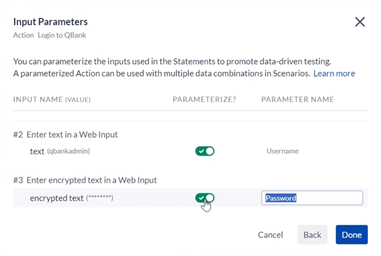 Input Parameters
Action Login to QBank
You can parameterize the inputs used in the Statements to promote data-driven testing.
A parameterized Action can be used with multiple data combinations in Scenarios. Learn more
INPUT NAME (VALUE) PARAMETERIZE? PARAMETER NAME
#2 Enter text in a Web Input
text (qbankadmin) Username
#3 Enter encrypted text in a Web Input
encrypted text (********) Password
Cancel Back Done